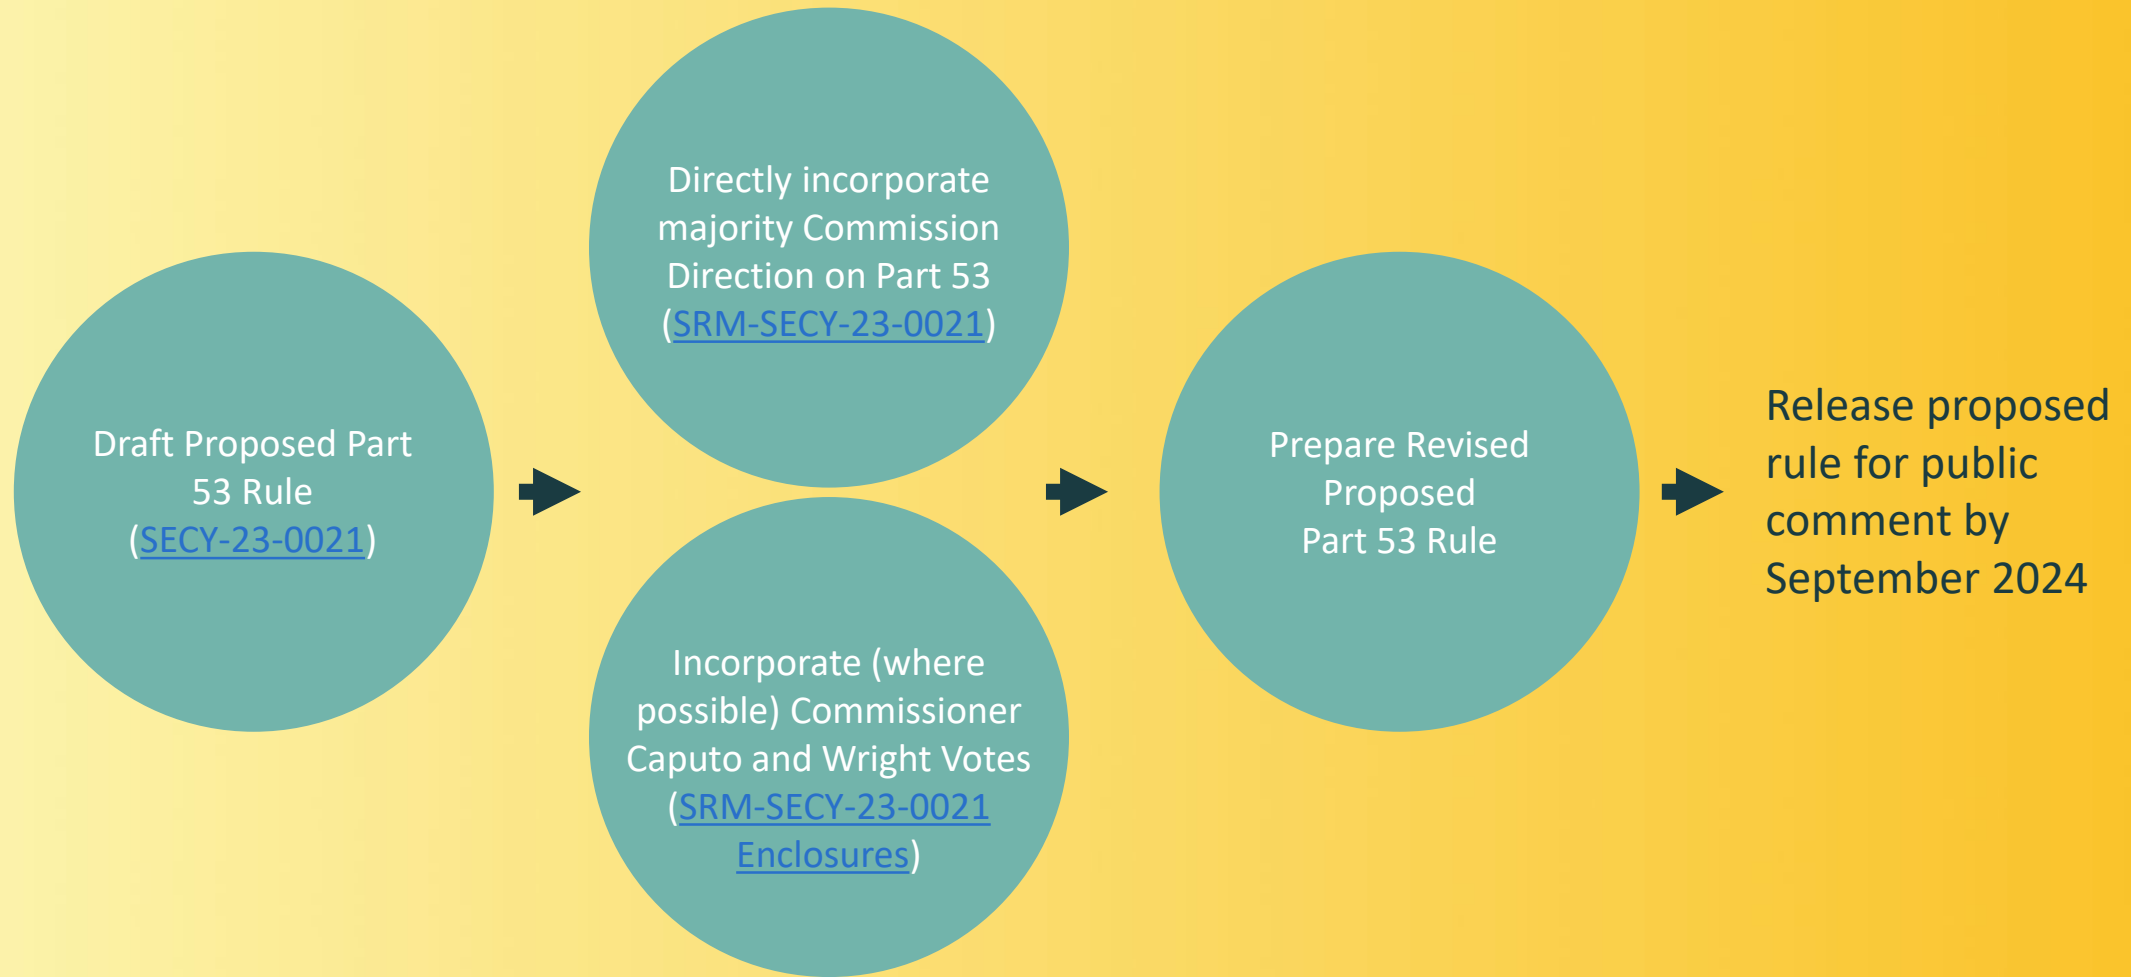 Draft Proposed Part
53 Rule
(SECY-23-0021)
Directly incorporate
majority Commission
Direction on Part 53
(SRM-SECY-23-0021)
Incorporate (where
possible) Commissioner
Caputo and Wright Votes
(SRM-SECY-23-0021
Enclosures)
Prepare Revised
Proposed
Part 53 Rule
Release proposed
rule for public
comment by
September 2024